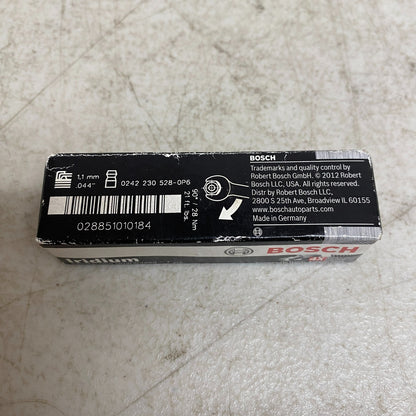 1,1 mm
.044"
0242 230 528-0P6
028851010184
90° 28 Nm
21 ft. lbs.
BOSCH
Trademarks and quality control by
Robert Bosch GmbH. © 2012 Robert
Bosch LLC, USA. All rights reserved.
Distr by Robert Bosch LLC,
2800 S 25th Ave, Broadview IL 60155
www.boschautoparts.com
Made in Germany
Iridium
BOSCH